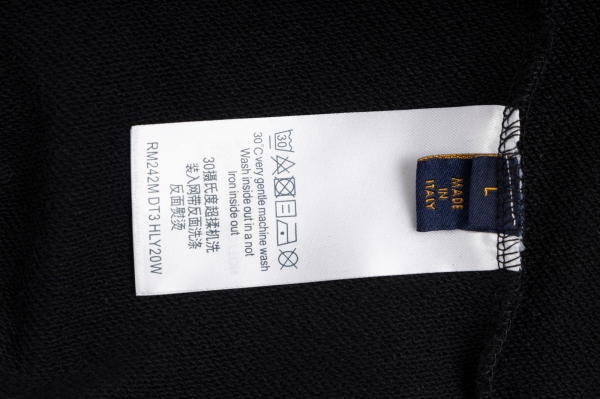 L
MADE
IN
ITALY
30
30°C very gentle machine wash
Wash inside out in a not
Iron inside out
30摄氏度超揉机洗
装入网带反面洗涤
反面熨烫
RM242M DT3 HLY20W